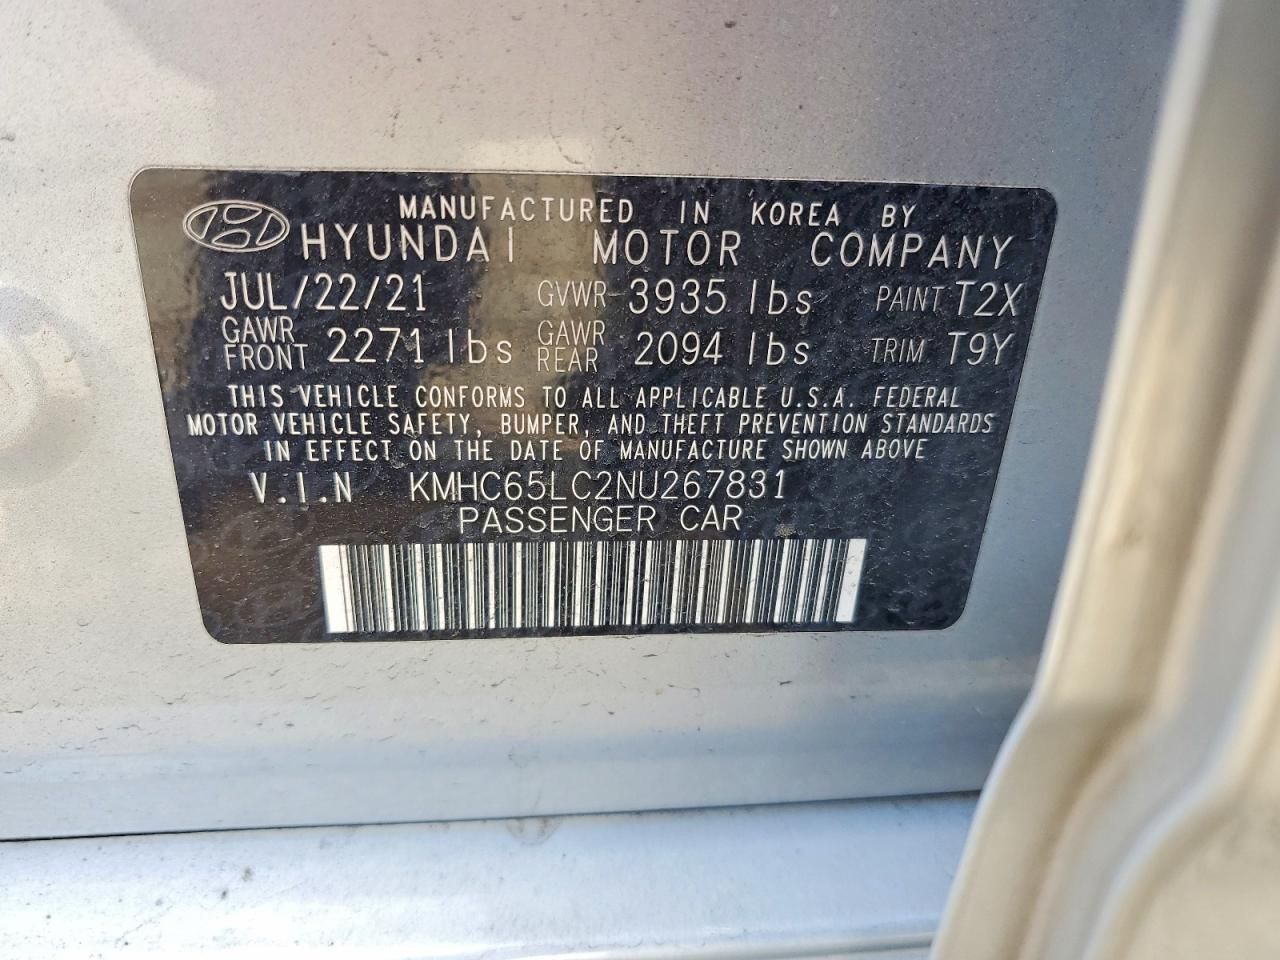 MANUFACTURED IN KOREA BY
HYUNDAI MOTOR COMPANY
JUL/22/21 GVWR 3935 lbs PAINT T2X
GAWR FRONT 2271 lbs GAWR REAR 2094 lbs TRIM T9Y
THIS VEHICLE CONFORMS TO ALL APPLICABLE U.S.A. FEDERAL
MOTOR VEHICLE SAFETY, BUMPER, AND THEFT PREVENTION STANDARDS
IN EFFECT ON THE DATE OF MANUFACTURE SHOWN ABOVE
V.I.N KMHC65LC2NU267831
PASSENGER CAR